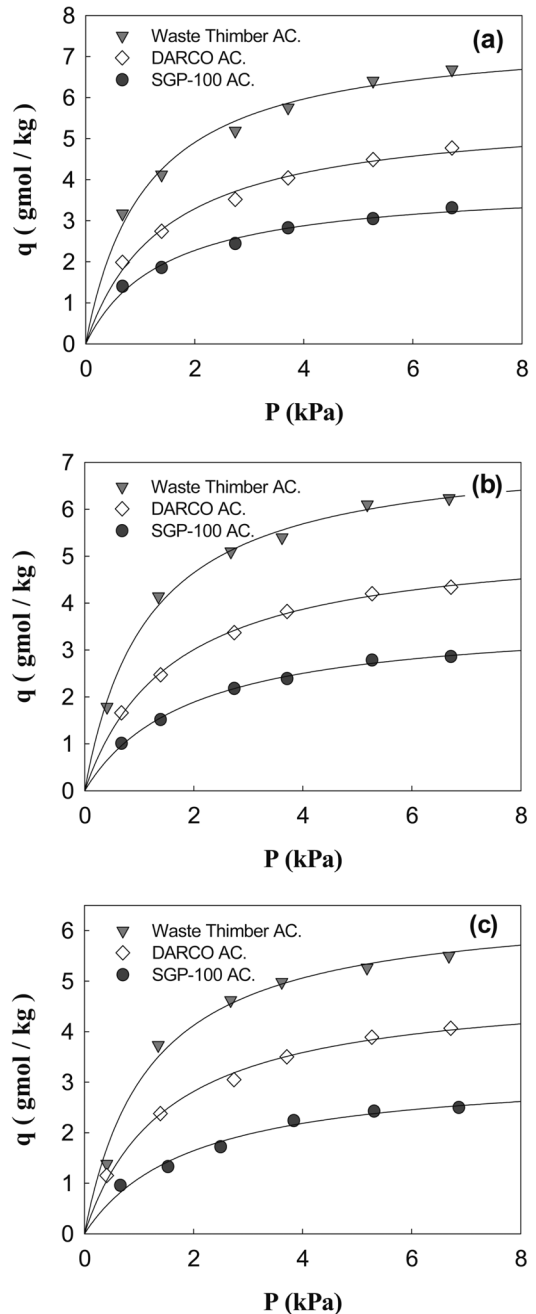 8
7
6
5
4
3
2
1
0
Waste Thimber AC.
DARCO AC.
SGP-100 AC.
(a)
q ( gmol / kg )
0 2 4 6 8
P (kPa)
7
6
5
4
3
2
1
0
Waste Thimber AC.
DARCO AC.
SGP-100 AC.
(b)
q ( gmol / kg )
0 2 4 6 8
P (kPa)
6
5
4
3
2
1
0
Waste Thimber AC.
DARCO AC.
SGP-100 AC.
(c)
q ( gmol / kg )
0 2 4 6 8
P (kPa)